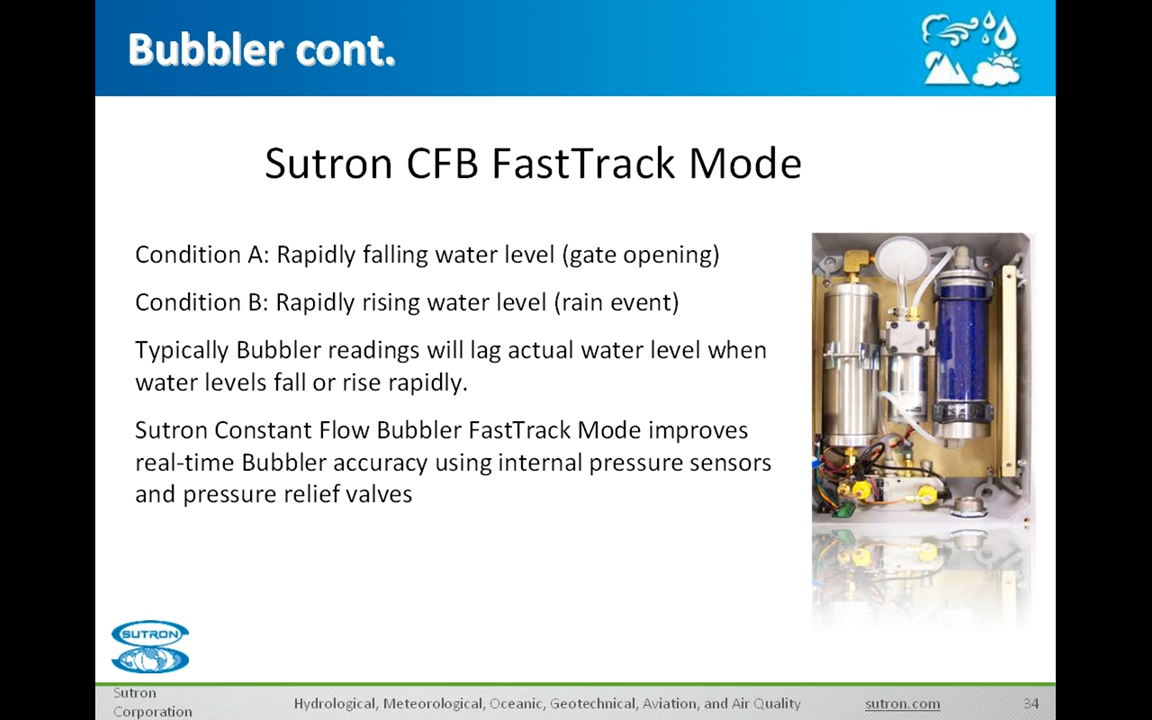 Bubbler cont.
Sutron CFB FastTrack Mode
Condition A: Rapidly falling water level (gate opening)
Condition B: Rapidly rising water level (rain event)
Typically Bubbler readings will lag actual water level when
water levels fall or rise rapidly.
Sutron Constant Flow Bubbler FastTrack Mode improves
real-time Bubbler accuracy using internal pressure sensors
and pressure relief valves
SUTRON
Sutron
Corporation
Hydrological, Meteorological, Oceanic, Geotechnical, Aviation, and Air Quality
sutron.com
34